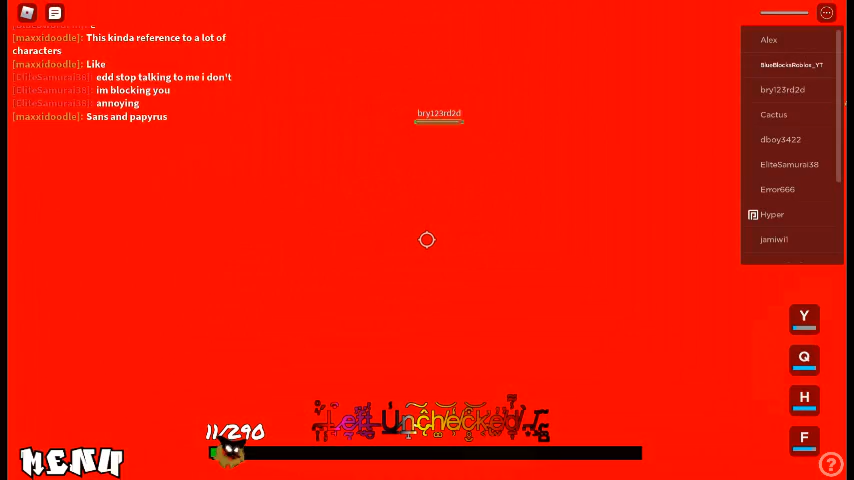 [maxxidoodle]: This kinda reference to a lot of
characters
[maxxidoodle]: Like
[EliteSamurai38]: edd stop talking to me i don't
[EliteSamurai38]: im blocking you
[EliteSamurai38]: annoying
[maxxidoodle]: Sans and papyrus
bry123rd2d
Alex
BlueBlocksRoblox_YT
bry123rd2d
Cactus
dboy3422
EliteSamurai38
Error666
Hyper
jamiwi1
Y
Q
H
F
Left Unchecked
11/290
MENU
?